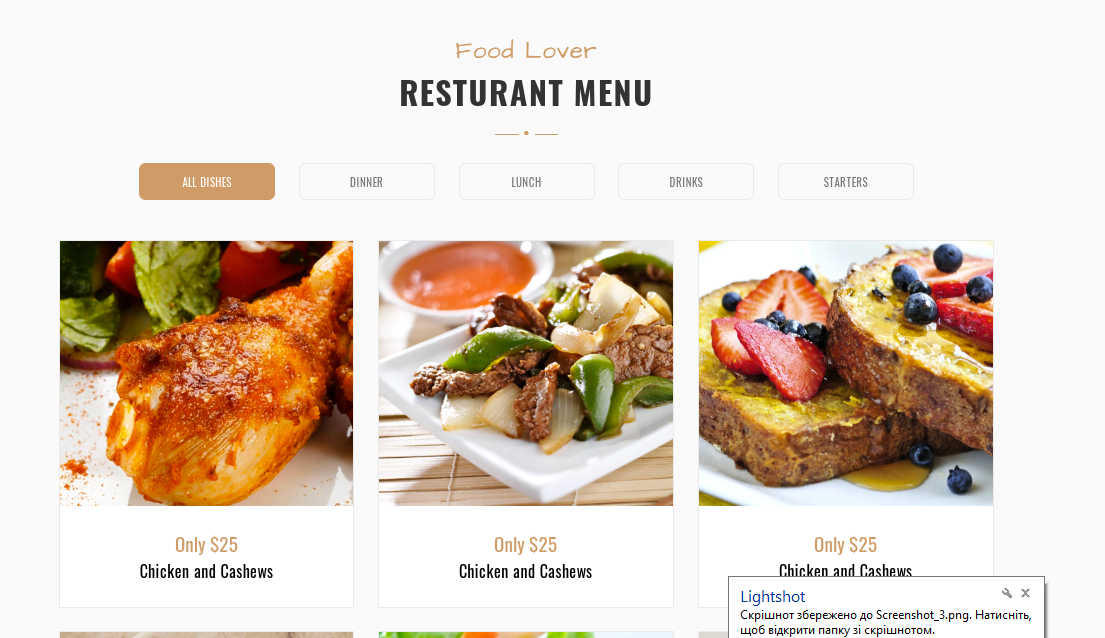 Food Lover
RESTURANT MENU
ALL DISHES
DINNER
LUNCH
DRINKS
STARTERS
Only $25
Chicken and Cashews
Only $25
Chicken and Cashews
Only $25
Chicken and Cashews
Lightshot
Скрішнот збережено до Screenshot_3.png. Натисніть,
щоб відкрити папку зі скрішнотом.